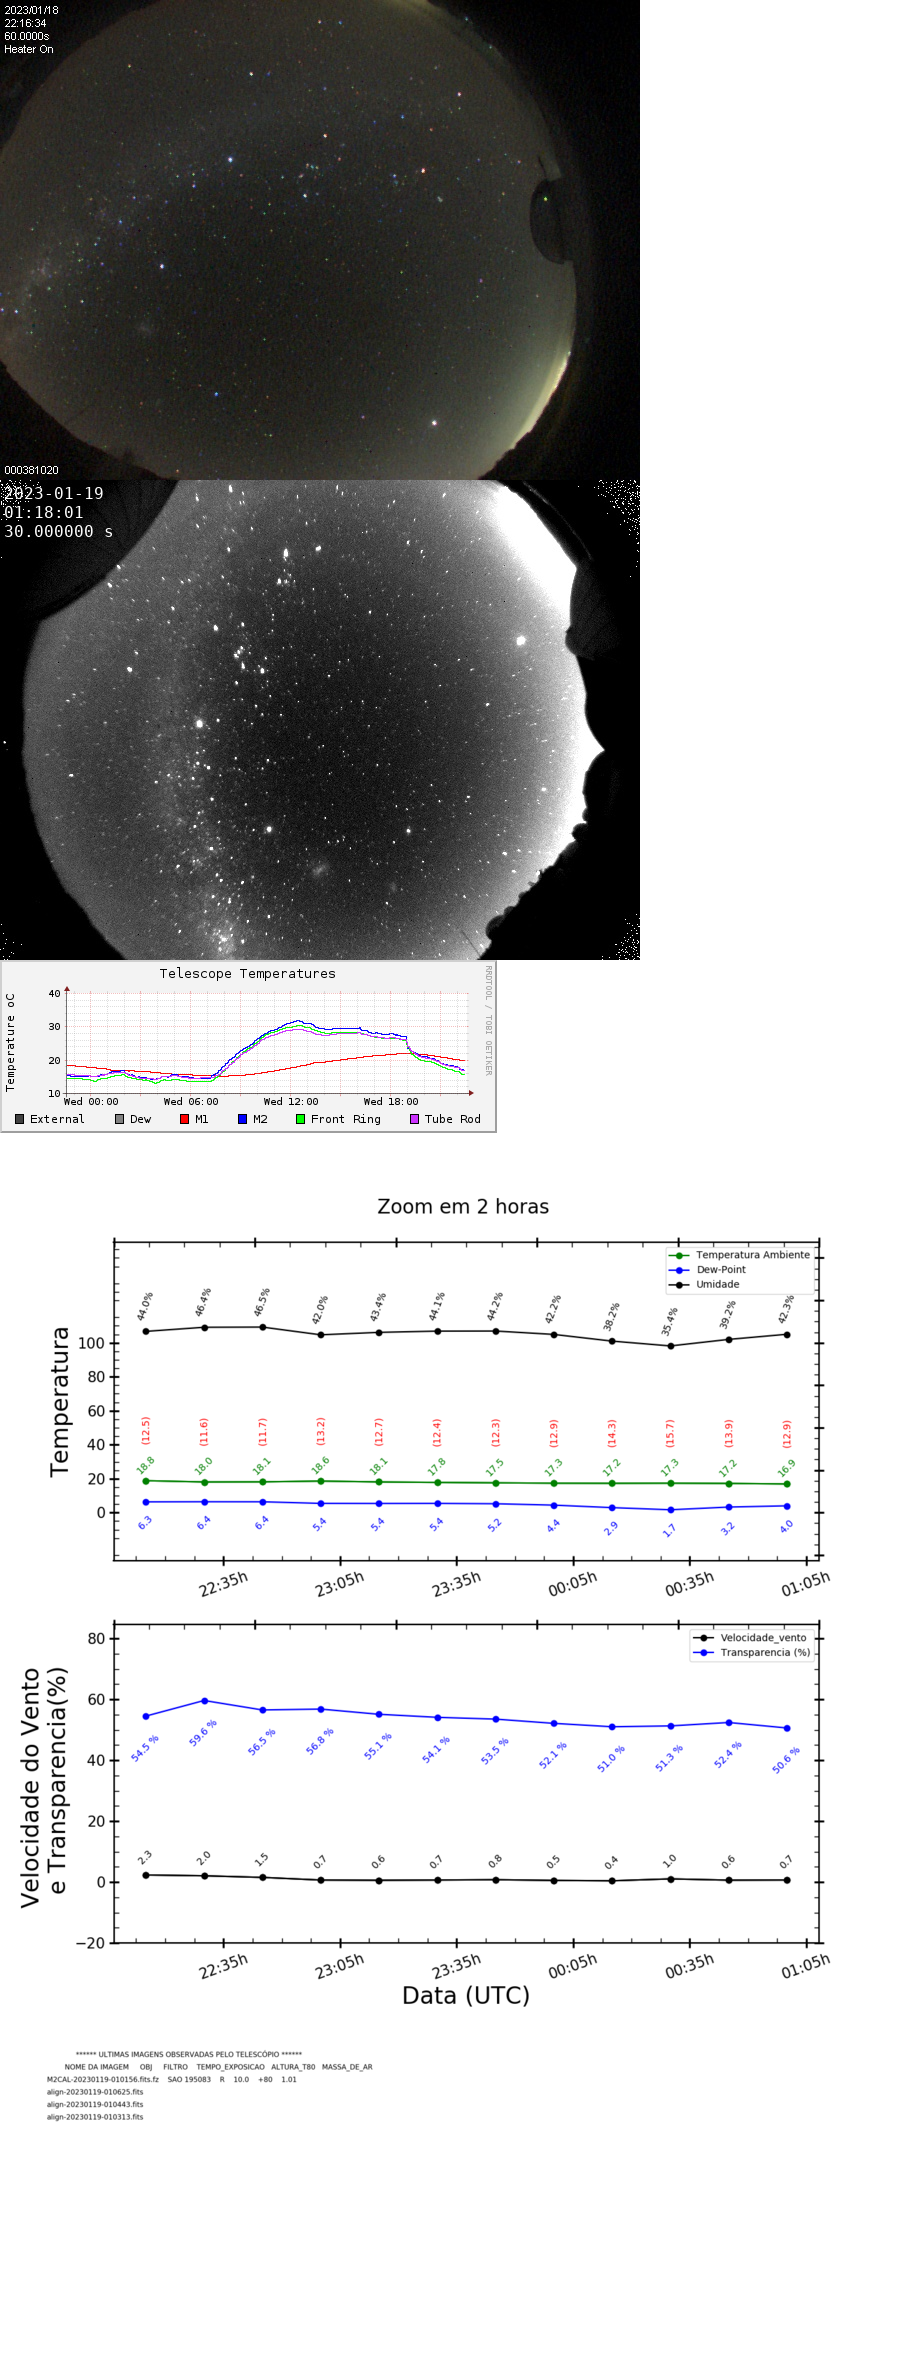 2023/01/18
22:16:34
60.0000s
Heater On
000381020
2023-01-19
01:18:01
30.000000 s
Telescope Temperatures
RRDTOOL / TOBI OETIKER
Temperature oC
40
30
20
10
Wed 00:00 Wed 06:00 Wed 12:00 Wed 18:00
External Dew M1 M2 Front Ring Tube Rod
Zoom em 2 horas
Temperatura Ambiente
Dew-Point
Umidade
44.0% 46.4% 46.5% 42.0% 43.4% 44.1% 44.2% 42.2% 38.2% 35.4% 39.2% 42.3%
Temperatura
100
80
60
40
20
0
(12.5) (11.6) (11.7) (13.2) (12.7) (12.4) (12.3) (12.9) (14.3) (15.7) (13.9) (12.9)
18.8 18.0 18.1 18.6 18.1 17.8 17.5 17.3 17.2 17.3 17.2 16.9
6.3 6.4 6.4 5.4 5.4 5.4 5.2 4.4 2.9 1.7 3.2 4.0
22:35h 23:05h 23:35h 00:05h 00:35h 01:05h
Velocidade_vento
Transparencia (%)
Velocidade do Vento
e Transparencia(%)
80
60
40
20
0
−20
54.5 % 59.6 % 56.5 % 56.8 % 55.1 % 54.1 % 53.5 % 52.1 % 51.0 % 51.3 % 52.4 % 50.6 %
2.3 2.0 1.5 0.7 0.6 0.7 0.8 0.5 0.4 1.0 0.6 0.7
22:35h 23:05h 23:35h 00:05h 00:35h 01:05h
Data (UTC)
****** ULTIMAS IMAGENS OBSERVADAS PELO TELESCÓPIO ******
NOME DA IMAGEM OBJ FILTRO TEMPO_EXPOSICAO ALTURA_T80 MASSA_DE_AR
M2CAL-20230119-010156.fits.fz SAO 195083 R 10.0 +80 1.01
align-20230119-010625.fits
align-20230119-010443.fits
align-20230119-010313.fits